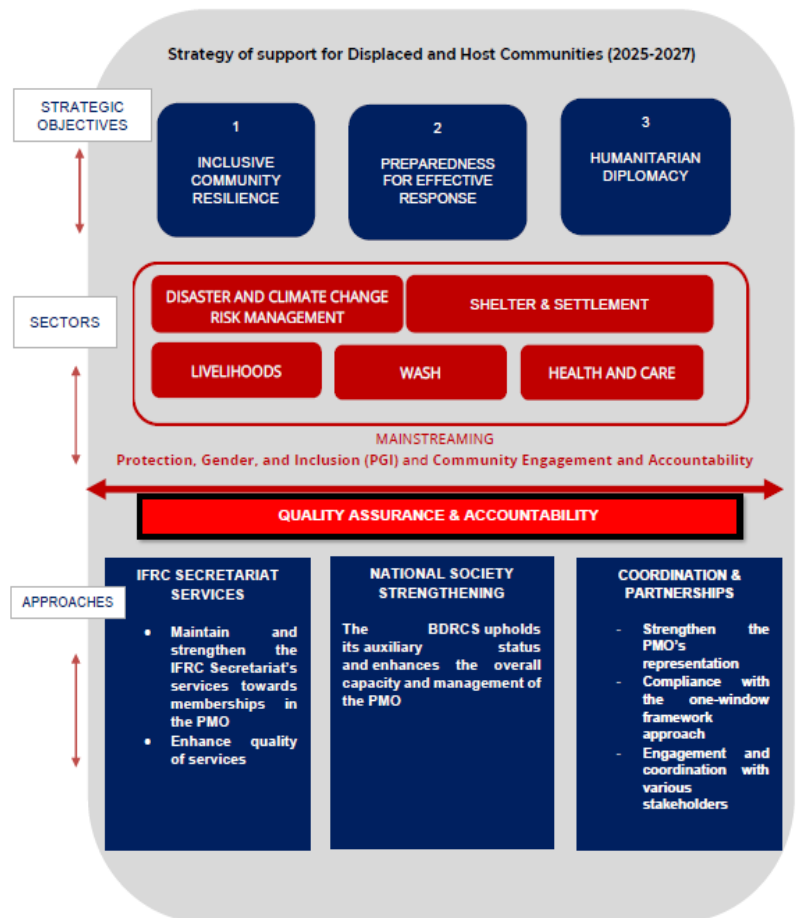 Strategy of support for Displaced and Host Communities (2025-2027)
STRATEGIC
OBJECTIVES
1
INCLUSIVE
COMMUNITY
RESILIENCE
2
PREPAREDNESS
FOR EFFECTIVE
RESPONSE
3
HUMANITARIAN
DIPLOMACY
SECTORS
DISASTER AND CLIMATE CHANGE
RISK MANAGEMENT
SHELTER & SETTLEMENT
LIVELIHOODS
WASH
HEALTH AND CARE
MAINSTREAMING
Protection, Gender, and Inclusion (PGI) and Community Engagement and Accountability
QUALITY ASSURANCE & ACCOUNTABILITY
APPROACHES
IFRC SECRETARIAT
SERVICES
• Maintain and
strengthen the
IFRC Secretariat's
services towards
memberships in
the PMO
• Enhance quality
of services
NATIONAL SOCIETY
STRENGTHENING
The BDRCS upholds
its auxiliary status
and enhances the overall
capacity and management of
the PMO
COORDINATION &
PARTNERSHIPS
- Strengthen the
PMO's
representation
- Compliance with
the one-window
framework
approach
- Engagement and
coordination with
various
stakeholders